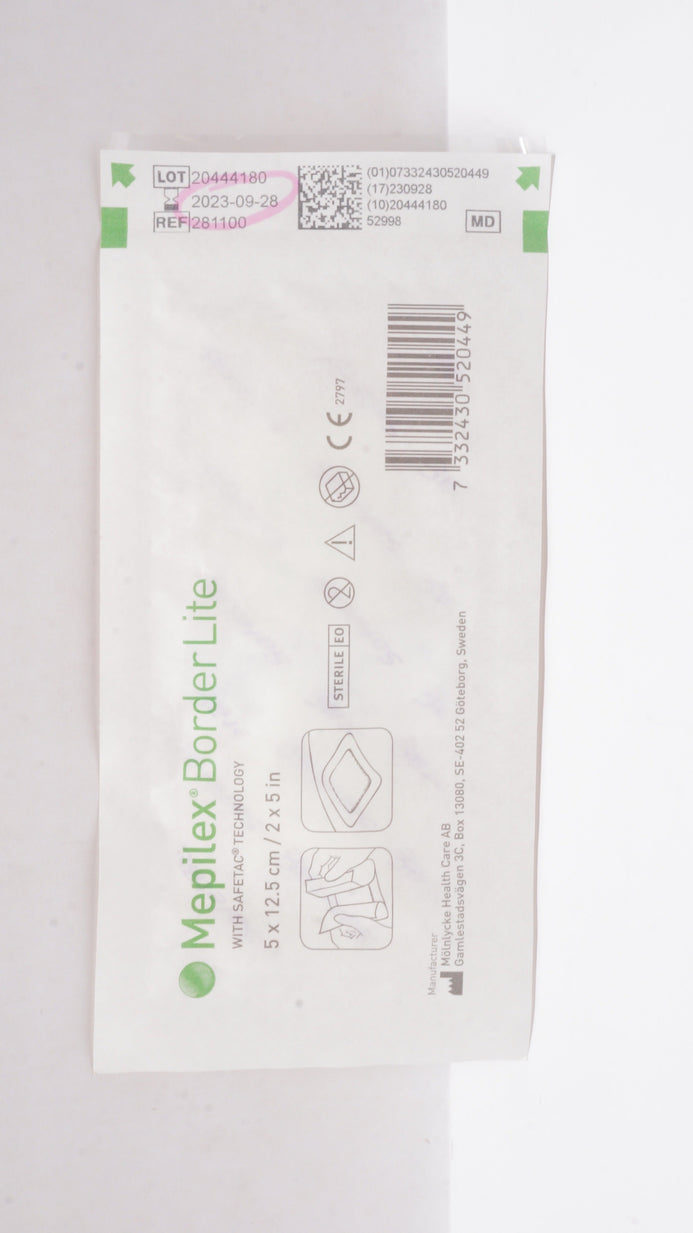 LOT 20444180
2023-09-28
REF 281100
(01)07332430520449
(17)230928
(10)20444180
52998
MD
Mepilex® Border Lite
WITH SAFETAC® TECHNOLOGY
5 x 12.5 cm / 2 x 5 in
STERILE EO
2
CE 2797
7 332430 520449
Manufacturer
Mölnlycke Health Care AB
Gamlestadsvägen 3C, Box 13080, SE-402 52 Göteborg, Sweden